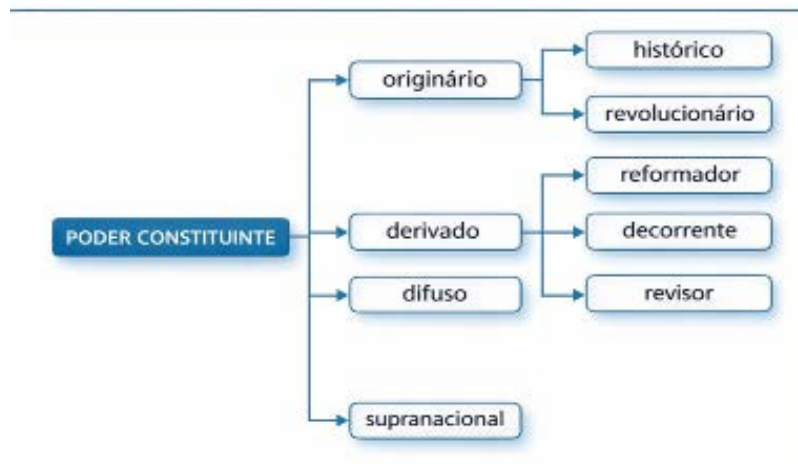 PODER CONSTITUINTE
originário
histórico
revolucionário
derivado
reformador
decorrente
revisor
difuso
supranacional